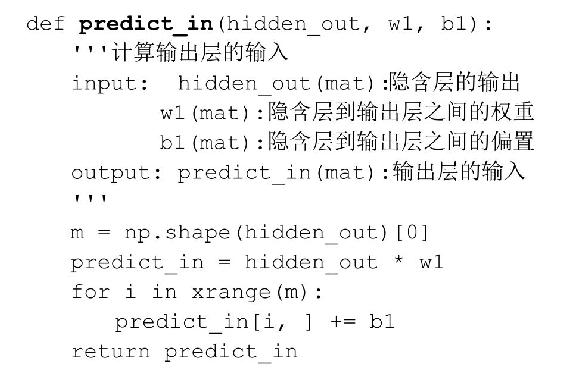 def predict_in(hidden_out, w1, b1):
    '''计算输出层的输入
    input:  hidden_out(mat):隐含层的输出
            w1(mat):隐含层到输出层之间的权重
            b1(mat):隐含层到输出层之间的偏置
    output: predict_in(mat):输出层的输入
    '''
    m = np.shape(hidden_out)[0]
    predict_in = hidden_out * w1
    for i in xrange(m):
        predict_in[i, ] += b1
    return predict_in